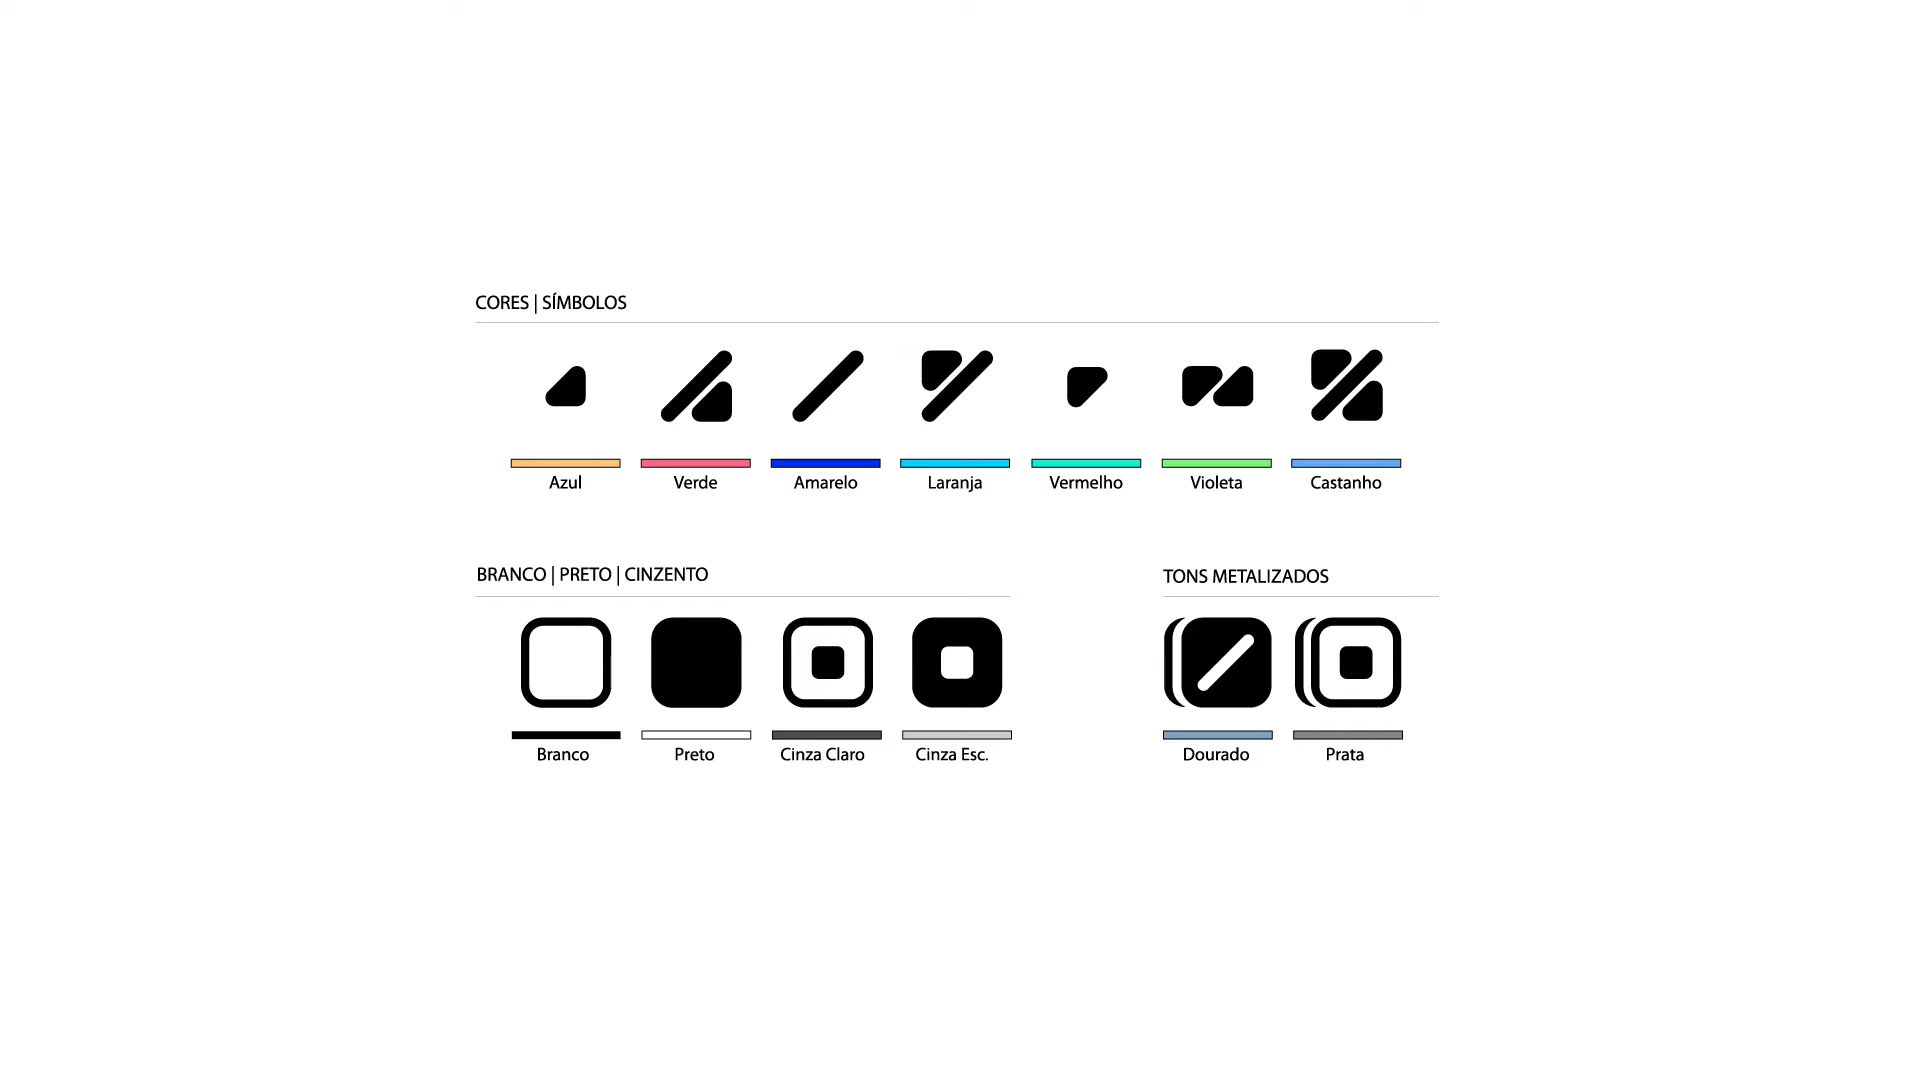 CORES | SÍMBOLOS
Azul Verde Amarelo Laranja Vermelho Violeta Castanho
BRANCO | PRETO | CINZENTO
TONS METALIZADOS
Branco Preto Cinza Claro Cinza Esc. Dourado Prata